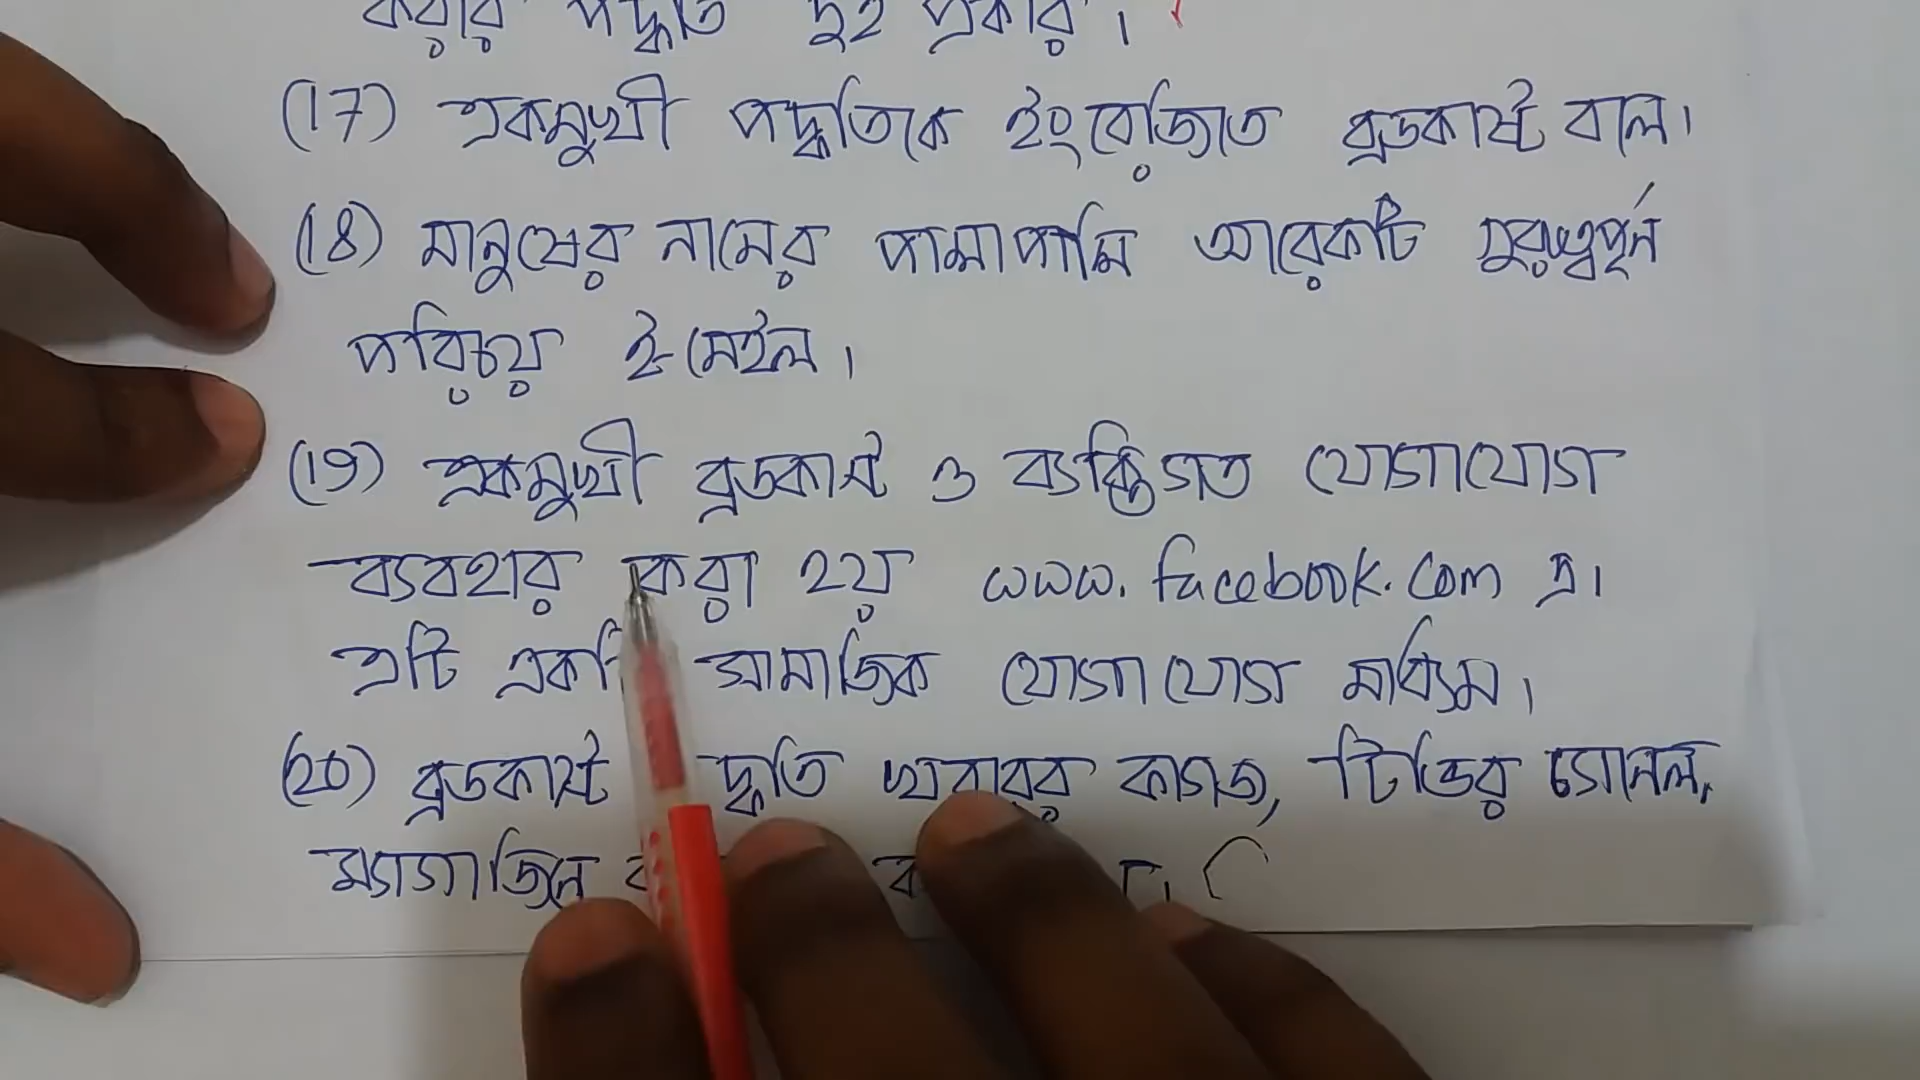 করার পদ্ধতি দুই প্রকার।
(17) একমুখী পদ্ধতিকে ইংরেজিতে ব্রডকাষ্ট বলে।
(18) মানুষের নামের পাশাপাশি আরেকটি গুরুত্বপূর্ন
পরিচয় ই-মেইল।
(19) একমুখী ব্রডকাষ্ট ও ব্যক্তিগত যোগাযোগ
ব্যবহার করা হয় www.facebook.com এ।
এটি একটি সামাজিক যোগাযোগ মাধ্যম।
(20) ব্রডকাষ্ট পদ্ধতি খবরের কাগজ, টিভির চ্যানেল,
ম্যাগাজিনে